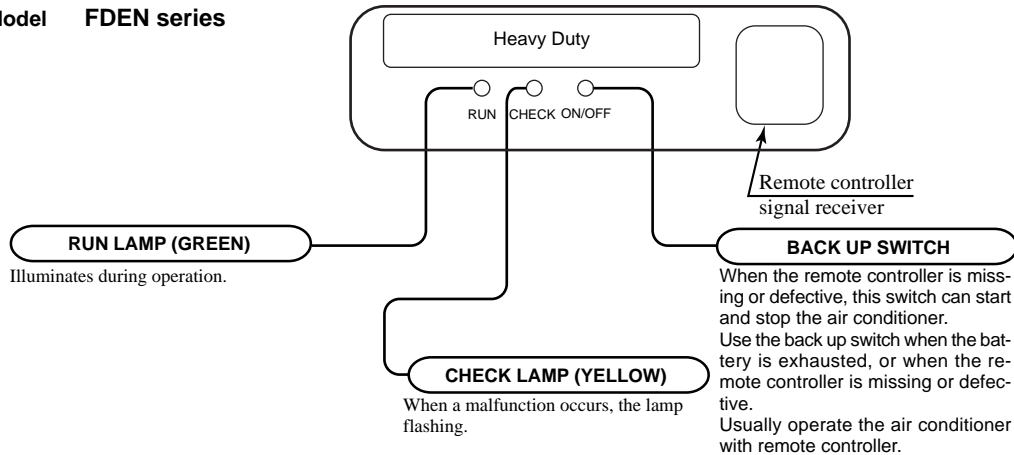 odel FDEN series
Heavy Duty
RUN CHECK ON/OFF
Remote controller
signal receiver
RUN LAMP (GREEN)
Illuminates during operation.
BACK UP SWITCH
When the remote controller is miss-
ing or defective, this switch can start
and stop the air conditioner.
Use the back up switch when the bat-
tery is exhausted, or when the re-
mote controller is missing or defec-
tive.
Usually operate the air conditioner
with remote controller.
CHECK LAMP (YELLOW)
When a malfunction occurs, the lamp
flashing.